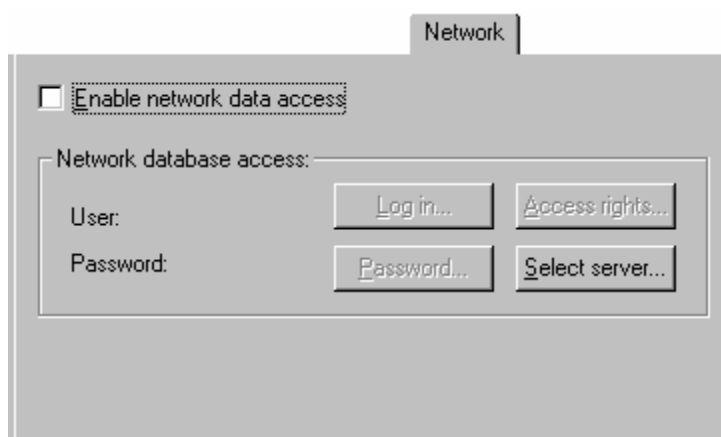 Network
Enable network data access
Network database access:
User:
Log in...
Access rights...
Password:
Password...
Select server...